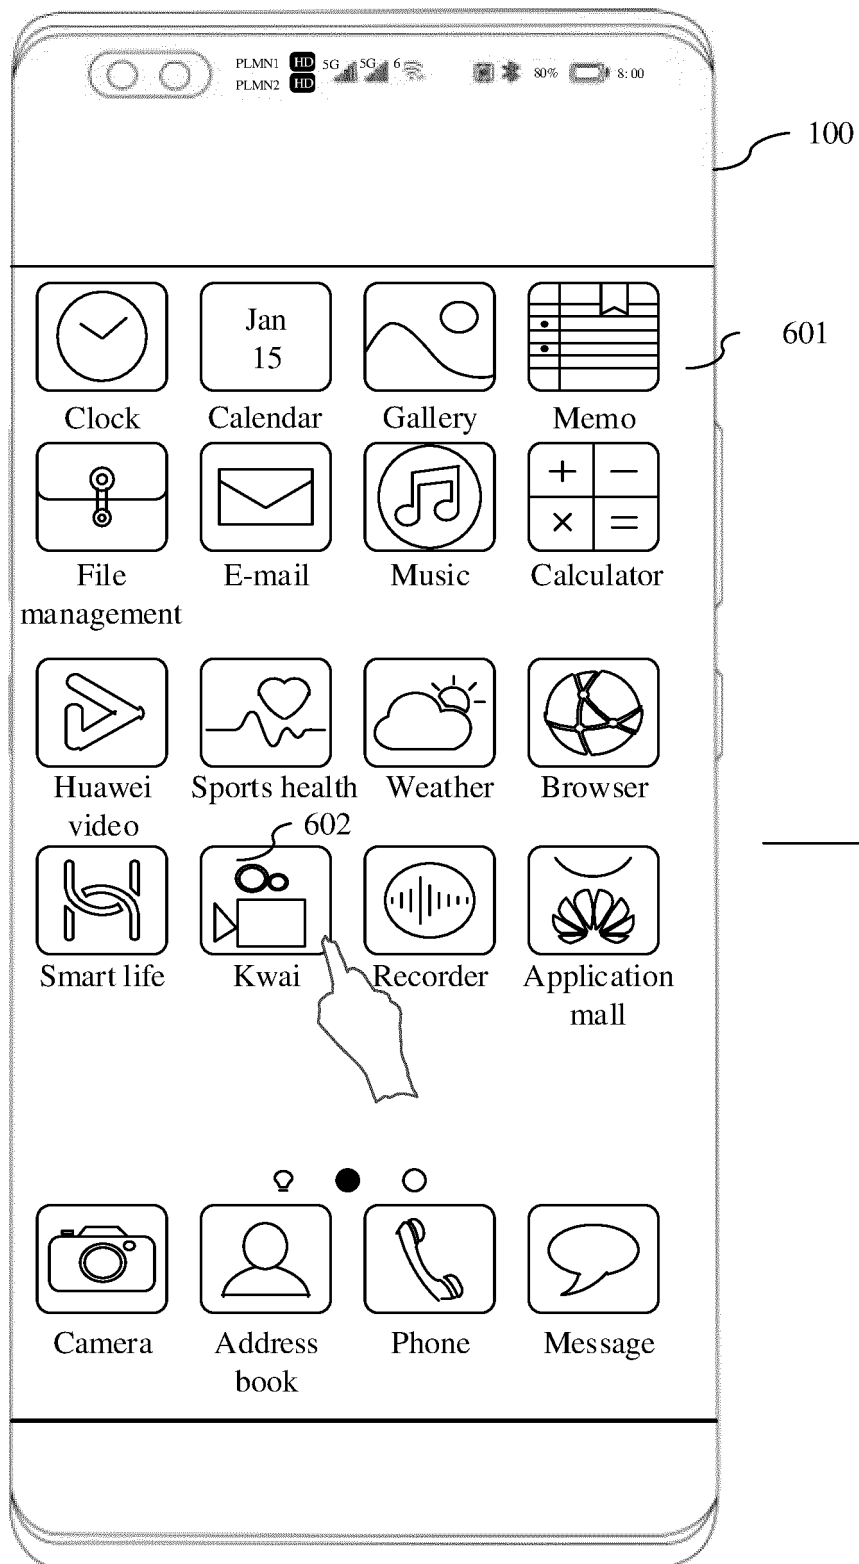 PLMN1 HD 5G 5G 6 80% 8:00
PLMN2 HD
100
Jan
15
601
Clock Calendar Gallery Memo
+ −
× =
File management E-mail Music Calculator
Huawei video Sports health Weather Browser
602
Smart life Kwai Recorder Application mall
Camera Address book Phone Message